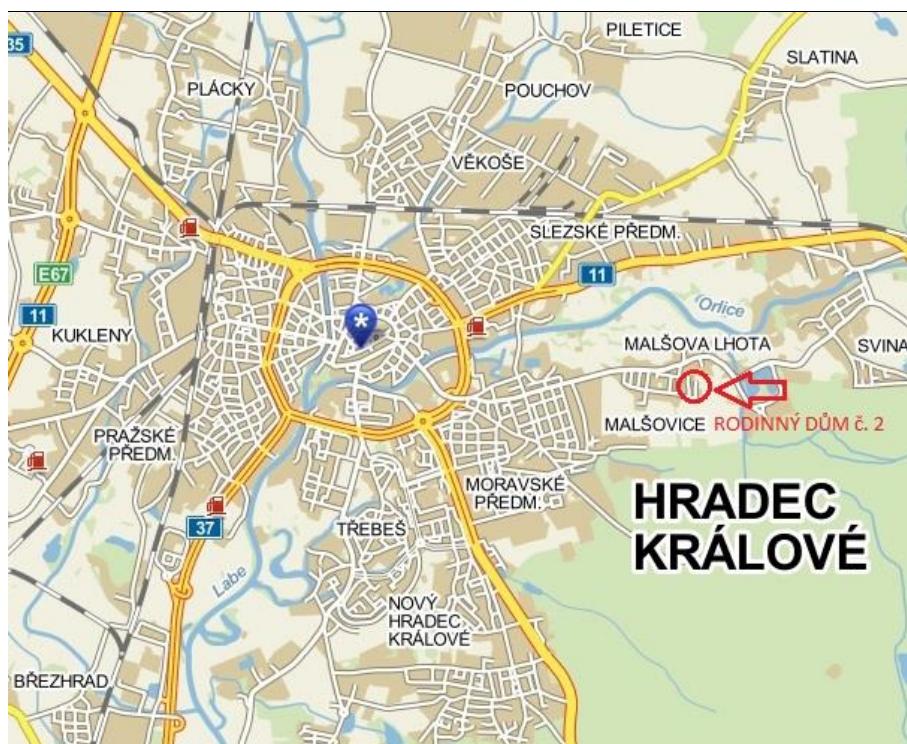 PILETICE
35
SLATINA
PLÁCKY
POUCHOV
VĚKOŠE
SLEZSKÉ PŘEDM.
E67
11
11
Orlice
KUKLENY
MALŠOVA LHOTA
SVINA
*
MALŠOVICE RODINNÝ DŮM č. 2
PRAŽSKÉ
PŘEDM.
MORAVSKÉ
PŘEDM.
HRADEC
KRÁLOVÉ
37
TŘEBEŠ
Labe
NOVÝ
HRADEC
KRÁLOVÉ
BŘEZHRAD